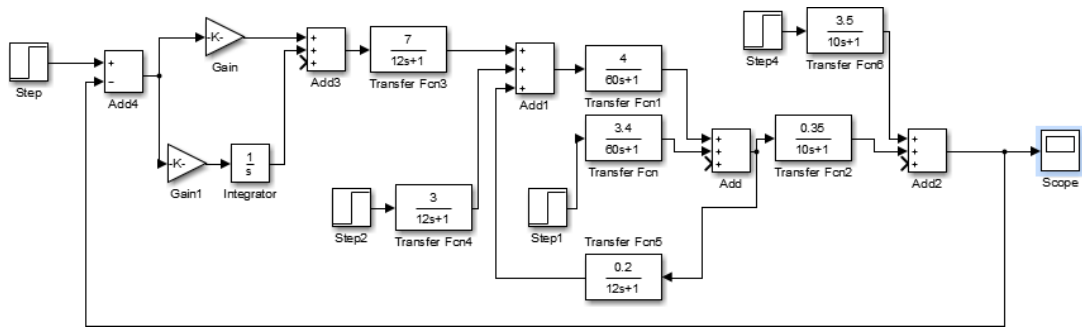 Step
+
−
Add4
-K-
Gain
-K-
Gain1
1
s
Integrator
+
+
Add3
7
12s+1
Transfer Fcn3
Step2
3
12s+1
Transfer Fcn4
+
+
+
Add1
4
60s+1
Transfer Fcn1
3.4
60s+1
Transfer Fcn
Step1
Transfer Fcn5
0.2
12s+1
+
+
Add
0.35
10s+1
Transfer Fcn2
Step4
3.5
10s+1
Transfer Fcn6
+
+
Add2
Scope